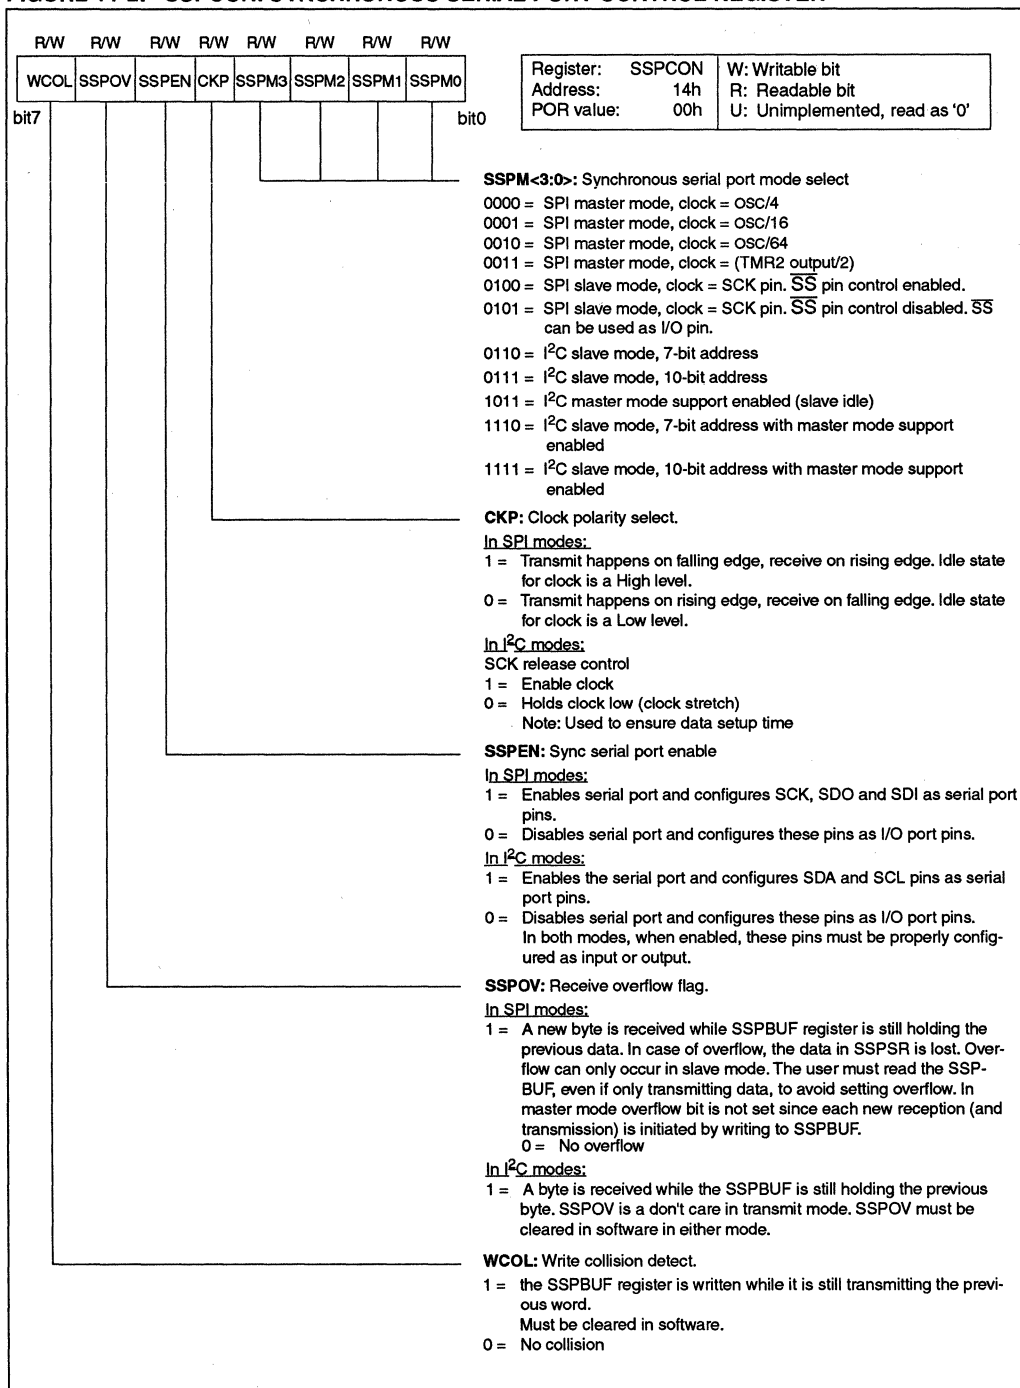 R/W R/W R/W R/W R/W R/W R/W R/W
WCOL SSPOV SSPEN CKP SSPM3 SSPM2 SSPM1 SSPM0
bit7 bit0
Register: SSPCON W: Writable bit
Address: 14h R: Readable bit
POR value: 00h U: Unimplemented, read as '0'
SSPM<3:0>: Synchronous serial port mode select
0000 = SPI master mode, clock = OSC/4
0001 = SPI master mode, clock = OSC/16
0010 = SPI master mode, clock = OSC/64
0011 = SPI master mode, clock = (TMR2 output/2)
0100 = SPI slave mode, clock = SCK pin. S̅S̅ pin control enabled.
0101 = SPI slave mode, clock = SCK pin. S̅S̅ pin control disabled. S̅S̅
can be used as I/O pin.
0110 = I²C slave mode, 7-bit address
0111 = I²C slave mode, 10-bit address
1011 = I²C master mode support enabled (slave idle)
1110 = I²C slave mode, 7-bit address with master mode support
enabled
1111 = I²C slave mode, 10-bit address with master mode support
enabled
CKP: Clock polarity select.
In SPI modes:
1 = Transmit happens on falling edge, receive on rising edge. Idle state
for clock is a High level.
0 = Transmit happens on rising edge, receive on falling edge. Idle state
for clock is a Low level.
In I²C modes:
SCK release control
1 = Enable clock
0 = Holds clock low (clock stretch)
Note: Used to ensure data setup time
SSPEN: Sync serial port enable
In SPI modes:
1 = Enables serial port and configures SCK, SDO and SDI as serial port
pins.
0 = Disables serial port and configures these pins as I/O port pins.
In I²C modes:
1 = Enables the serial port and configures SDA and SCL pins as serial
port pins.
0 = Disables serial port and configures these pins as I/O port pins.
In both modes, when enabled, these pins must be properly config-
ured as input or output.
SSPOV: Receive overflow flag.
In SPI modes:
1 = A new byte is received while SSPBUF register is still holding the
previous data. In case of overflow, the data in SSPSR is lost. Over-
flow can only occur in slave mode. The user must read the SSP-
BUF, even if only transmitting data, to avoid setting overflow. In
master mode overflow bit is not set since each new reception (and
transmission) is initiated by writing to SSPBUF.
0 = No overflow
In I²C modes:
1 = A byte is received while the SSPBUF is still holding the previous
byte. SSPOV is a don't care in transmit mode. SSPOV must be
cleared in software in either mode.
WCOL: Write collision detect.
1 = the SSPBUF register is written while it is still transmitting the previ-
ous word.
Must be cleared in software.
0 = No collision